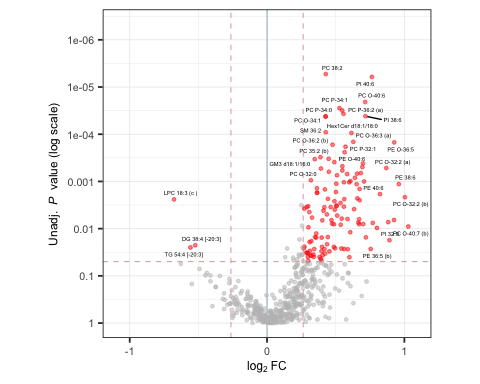 1e-06
PC 38:2
1e-05
PI 40:6
PC O-40:6
PC P-34:1
PC P-34:0
PC P-36:2 (a)
PC O-34:1
PI 38:6
Hex1Cer d18:1/18:0
SM 36:2
1e-04
PC O-36:2 (b)
PC O-36:3 (a)
PC 35:2 (b)
PC P-32:1
PE O-36:5
GM3 d18:1/16:0
PE O-40:6
PC O-32:2 (a)
PC O-32:0
PE 38:6
0.001
LPC 18:3 (c )
PE 40:6
PC O-32:2 (b)
0.01
PC O-40:7 (b)
DG 38:4 [-20:3]
TG 54:4 [-20:3]
PE 36:5 (b)
0.1
1
Unadj. P value (log scale)
-1
0
1
log2 FC